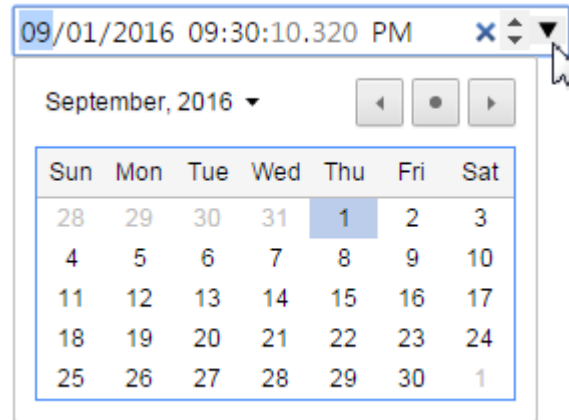 09/01/2016 09:30:10.320 PM
September, 2016
Sun Mon Tue Wed Thu Fri Sat
28 29 30 31 1 2 3
4 5 6 7 8 9 10
11 12 13 14 15 16 17
18 19 20 21 22 23 24
25 26 27 28 29 30 1